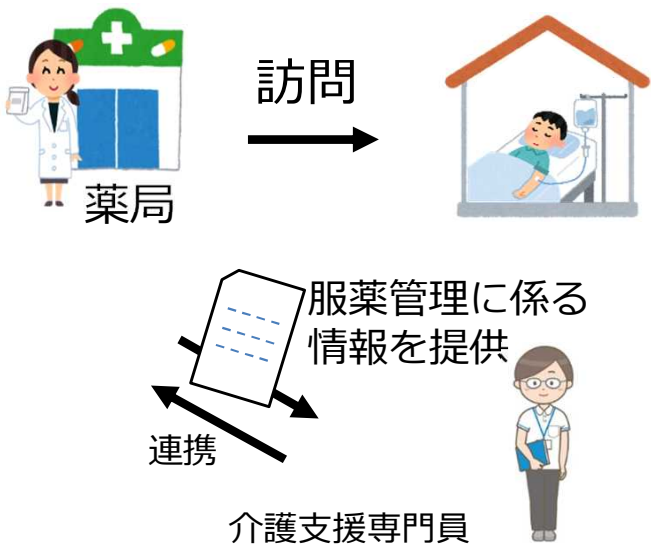 訪問
薬局
服薬管理に係る
情報を提供
連携
介護支援専門員